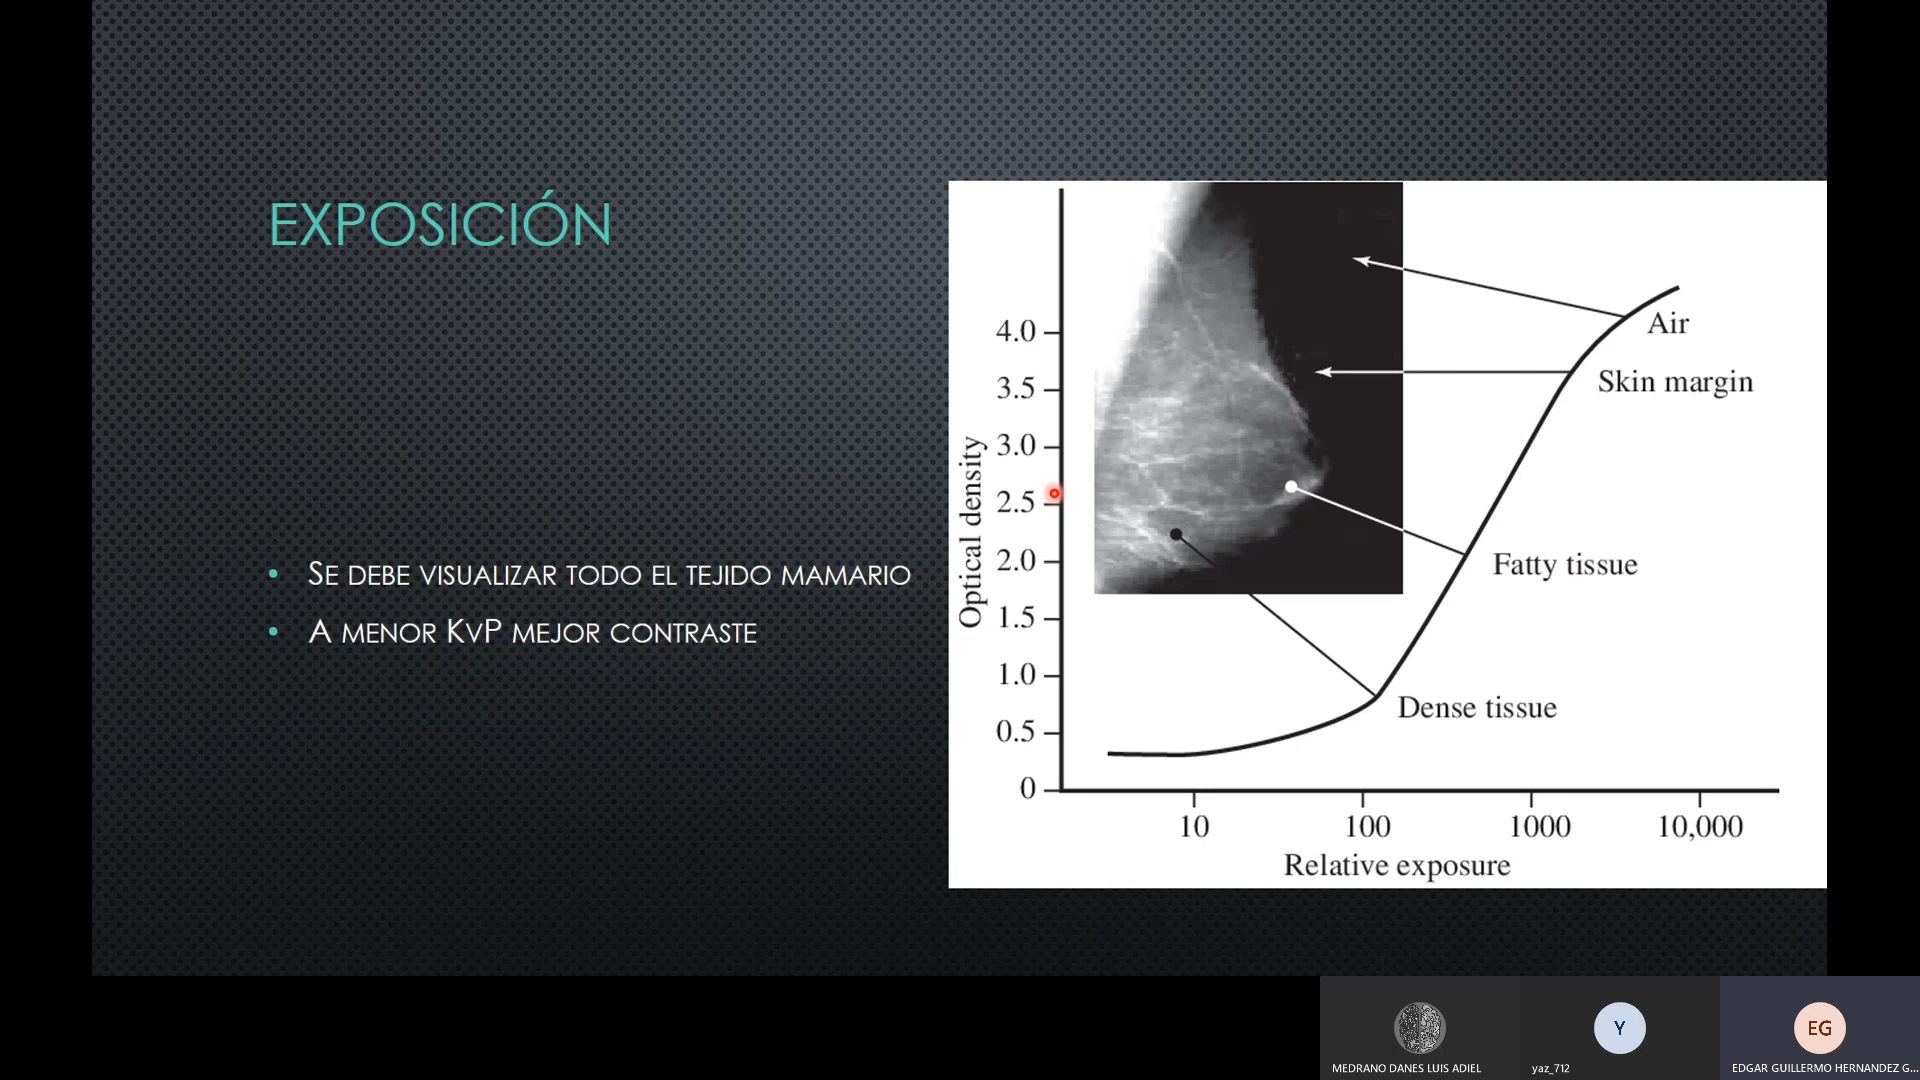 EXPOSICIÓN
• SE DEBE VISUALIZAR TODO EL TEJIDO MAMARIO
• A MENOR KVP MEJOR CONTRASTE
Optical density
4.0
3.5
3.0
2.5
2.0
1.5
1.0
0.5
0
Air
Skin margin
Fatty tissue
Dense tissue
10 100 1000 10,000
Relative exposure
Y
EG
MEDRANO DANES LUIS ADIEL
yaz_712
EDGAR GUILLERMO HERNANDEZ G...